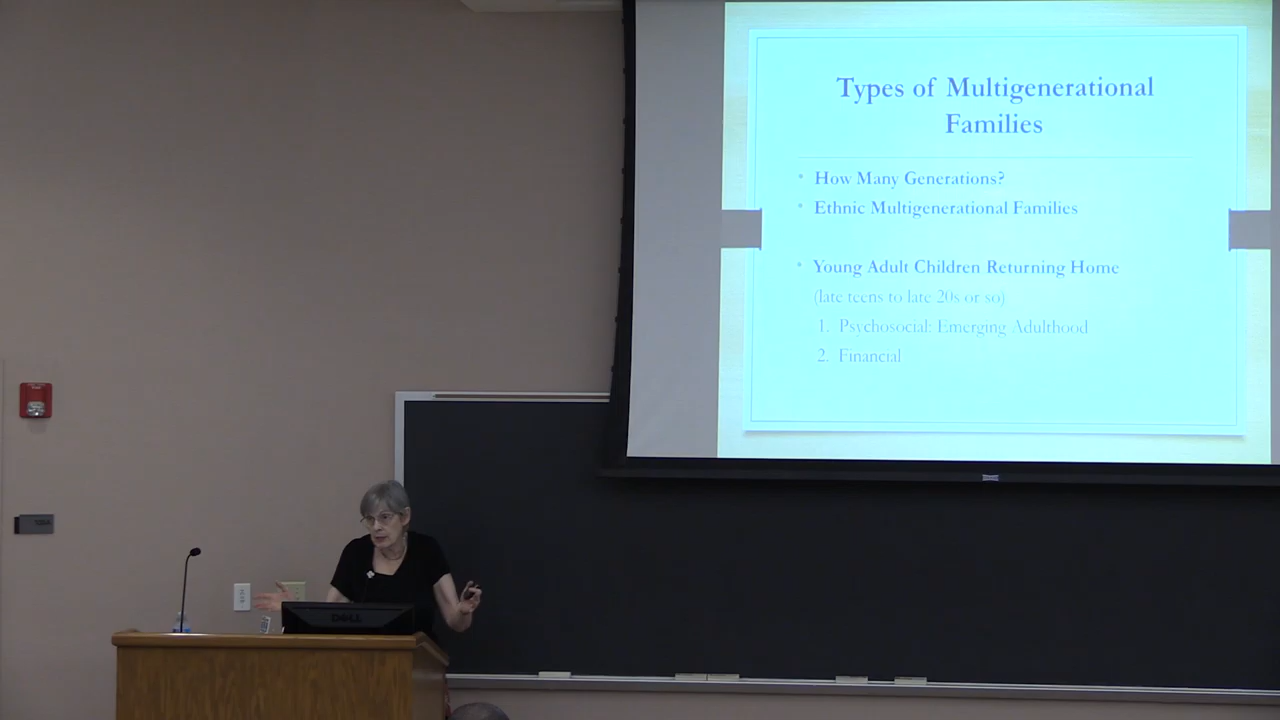 Types of Multigenerational
Families
• How Many Generations?
• Ethnic Multigenerational Families
• Young Adult Children Returning Home
(late teens to late 20s or so)
1. Psychosocial: Emerging Adulthood
2. Financial
DELL